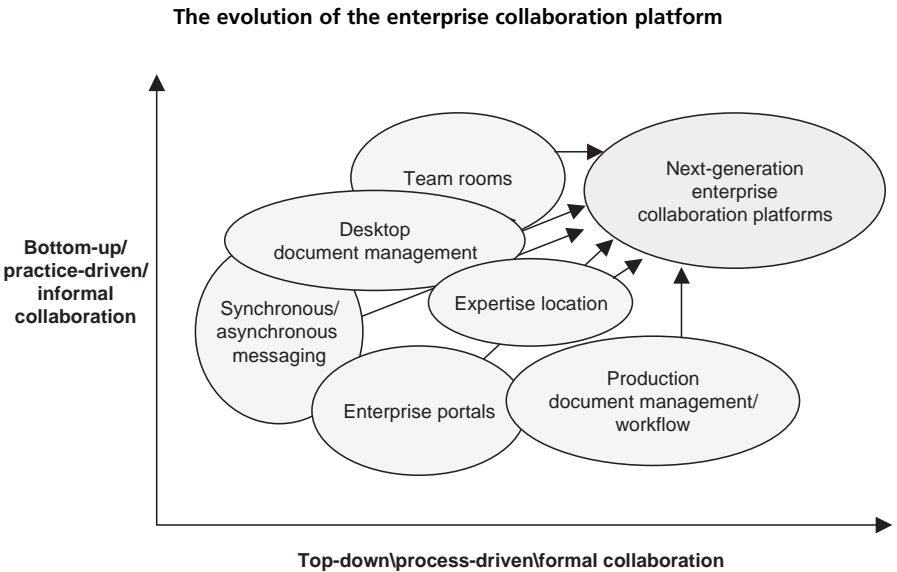 The evolution of the enterprise collaboration platform
Team rooms
Next-generation
enterprise
collaboration platforms
Desktop
document management
Bottom-up/
practice-driven/
informal
collaboration
Synchronous/
asynchronous
messaging
Expertise location
Enterprise portals
Production
document management/
workflow
Top-down\process-driven\formal collaboration